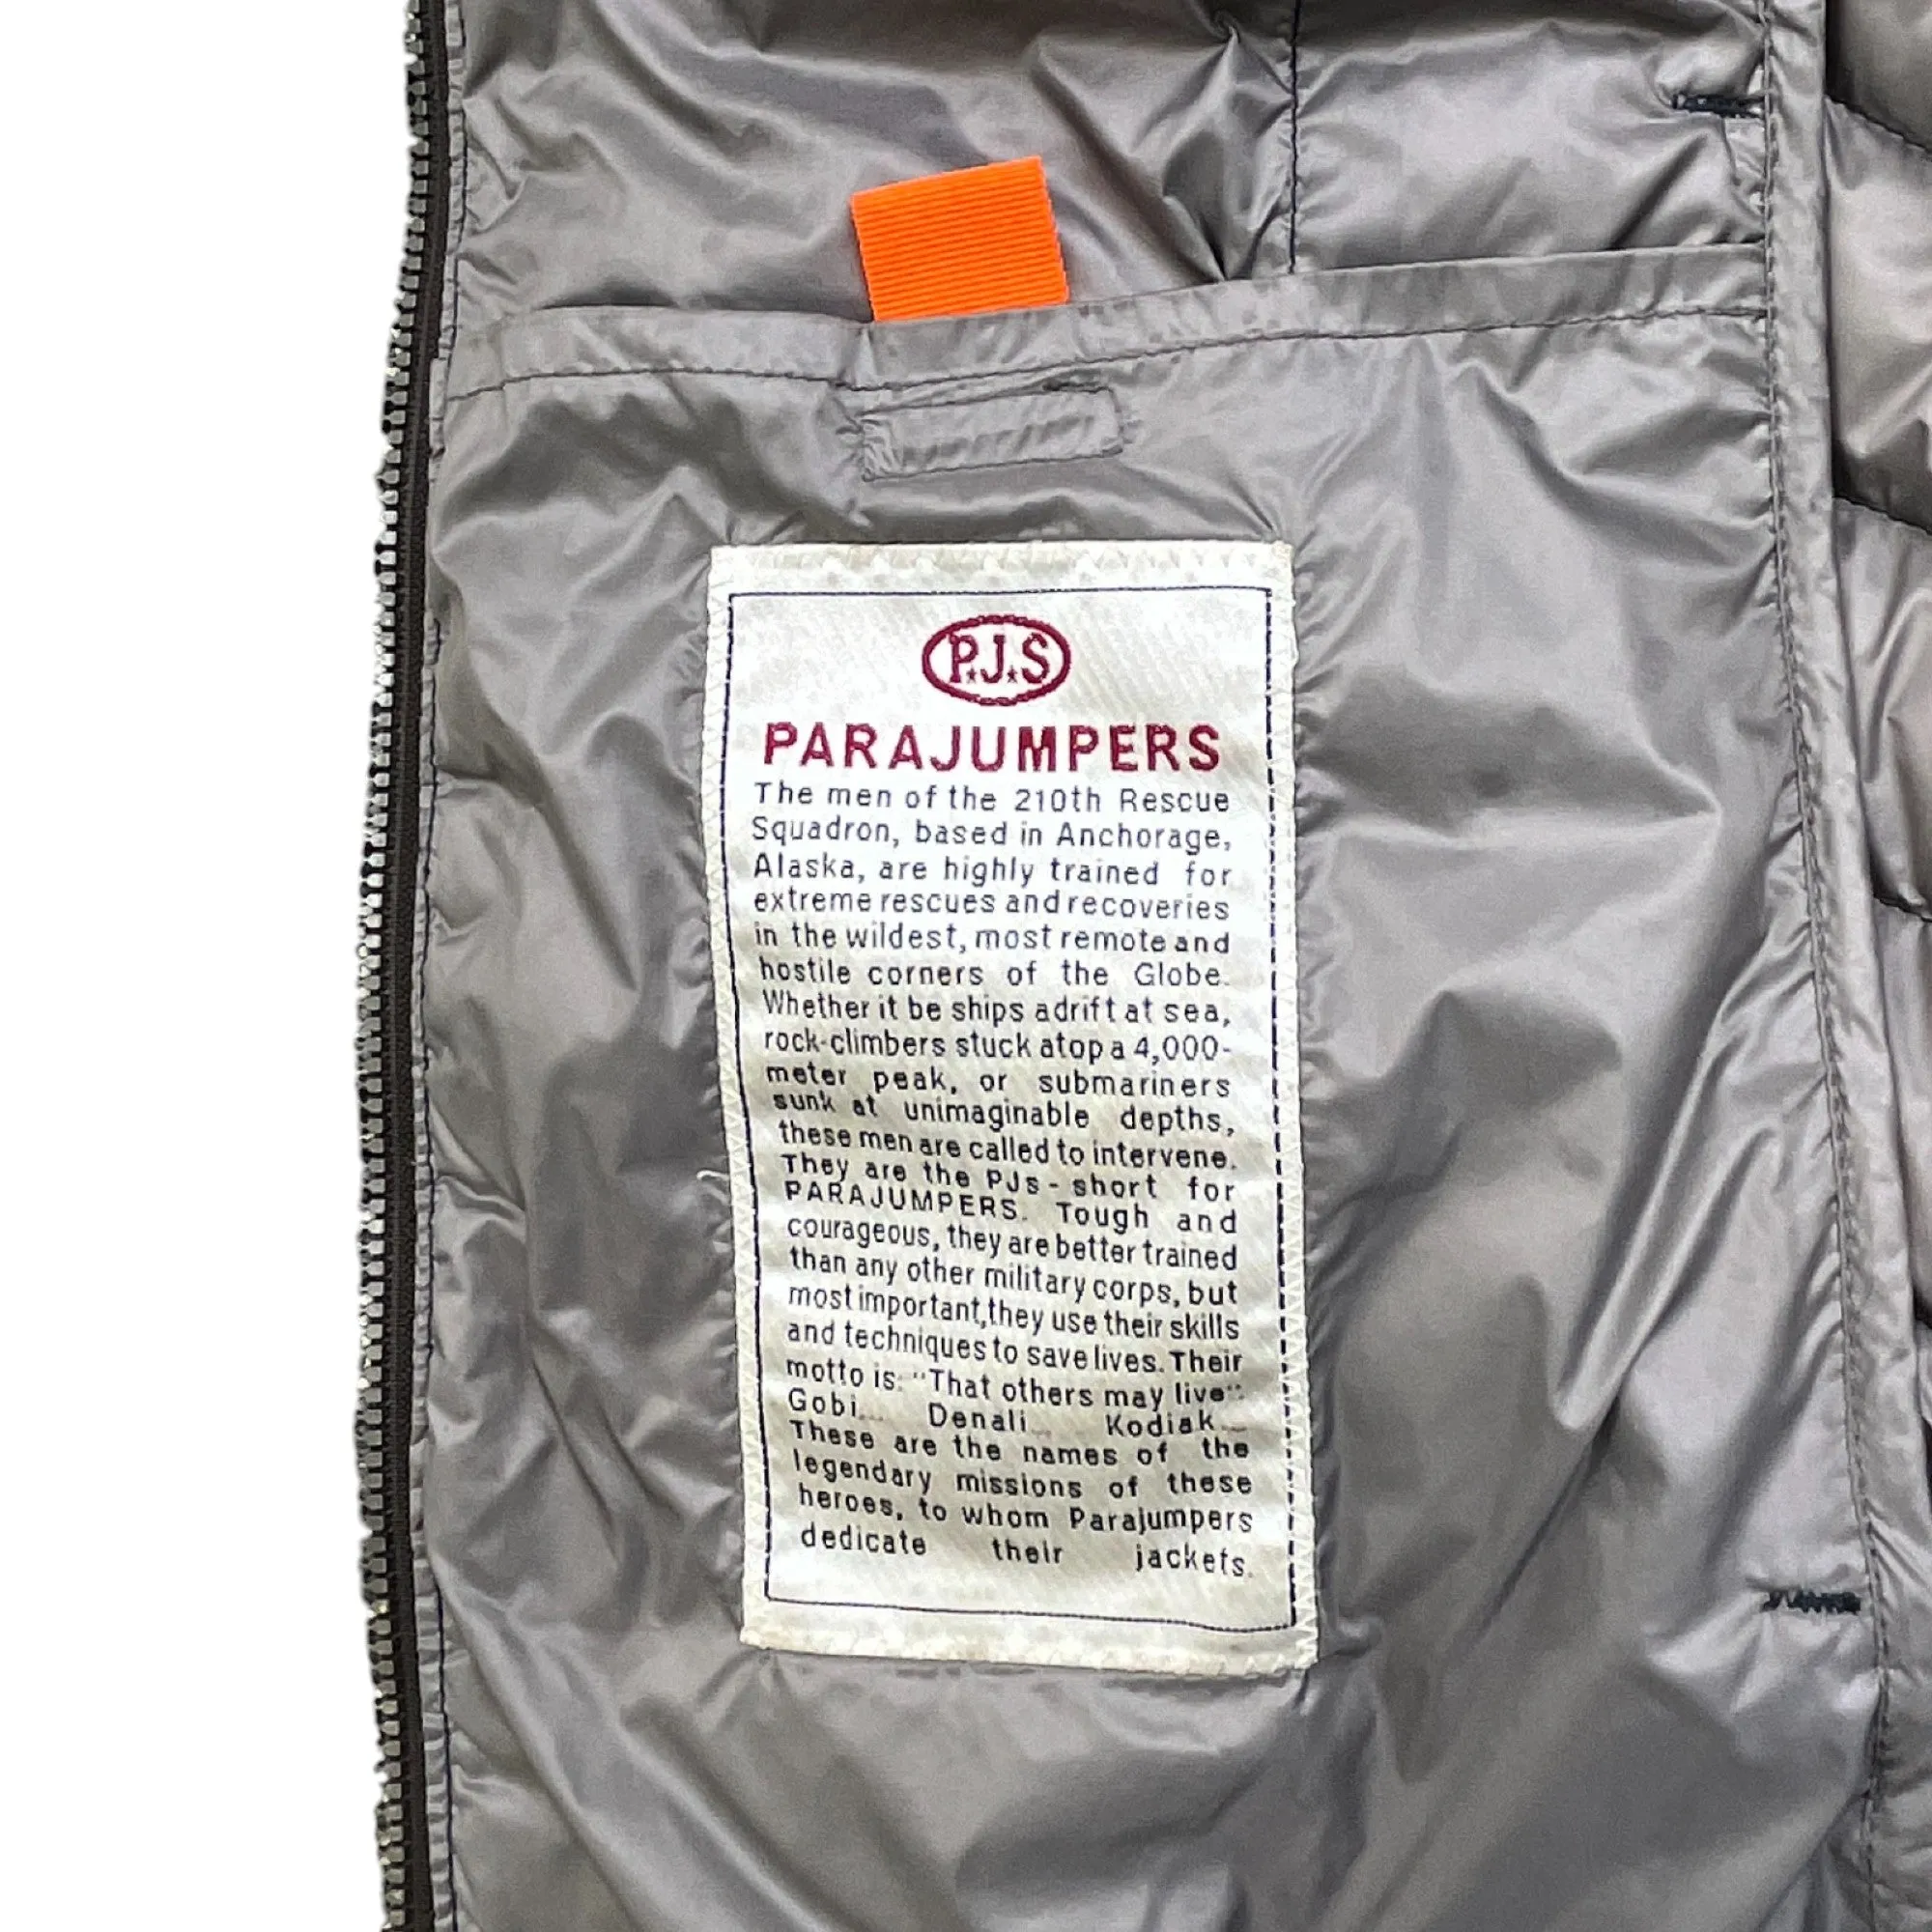 P.J.S
PARAJUMPERS
The men of the 210th Rescue
Squadron, based in Anchorage,
Alaska, are highly trained for
extreme rescues and recoveries
in the wildest, most remote and
hostile corners of the Globe.
Whether it be ships adrift at sea,
rock-climbers stuck atop a 4,000-
meter peak, or submariners
sunk at unimaginable depths,
these men are called to intervene.
They are the PJs - short for
PARAJUMPERS. Tough and
courageous, they are better trained
than any other military corps, but
most important, they use their skills
and techniques to save lives. Their
motto is: "That others may live".
Gobi... Denali... Kodiak...
These are the names of the
legendary missions of these
heroes, to whom Parajumpers
dedicate their jackets.